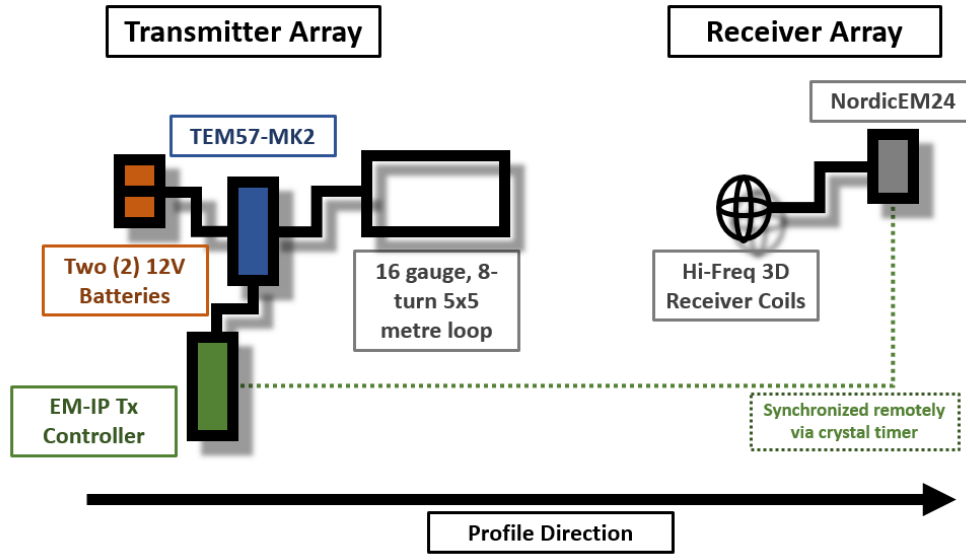 Transmitter Array
Receiver Array
NordicEM24
TEM57-MK2
Two (2) 12V
Batteries
16 gauge, 8-
turn 5x5
metre loop
Hi-Freq 3D
Receiver Coils
EM-IP Tx
Controller
Synchronized remotely
via crystal timer
Profile Direction